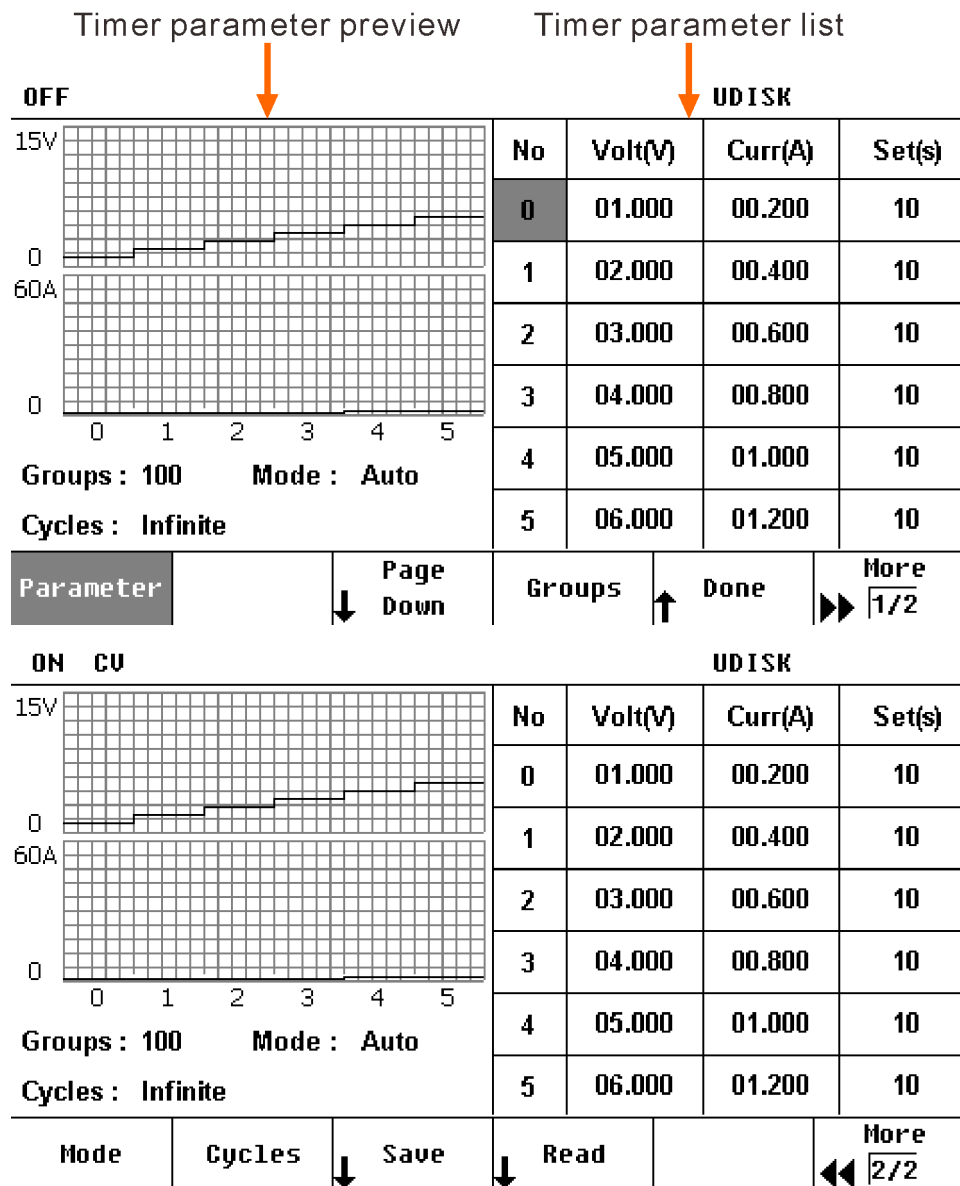 Timer parameter preview Timer parameter list
OFF UDISK
15V
0
60A
0
0 1 2 3 4 5
Groups : 100 Mode : Auto
Cycles : Infinite
No Volt(V) Curr(A) Set(s)
0 01.000 00.200 10
1 02.000 00.400 10
2 03.000 00.600 10
3 04.000 00.800 10
4 05.000 01.000 10
5 06.000 01.200 10
Parameter Page Down Groups Done More 1/2
ON CV UDISK
15V
0
60A
0
0 1 2 3 4 5
Groups : 100 Mode : Auto
Cycles : Infinite
No Volt(V) Curr(A) Set(s)
0 01.000 00.200 10
1 02.000 00.400 10
2 03.000 00.600 10
3 04.000 00.800 10
4 05.000 01.000 10
5 06.000 01.200 10
Mode Cycles Save Read More 2/2